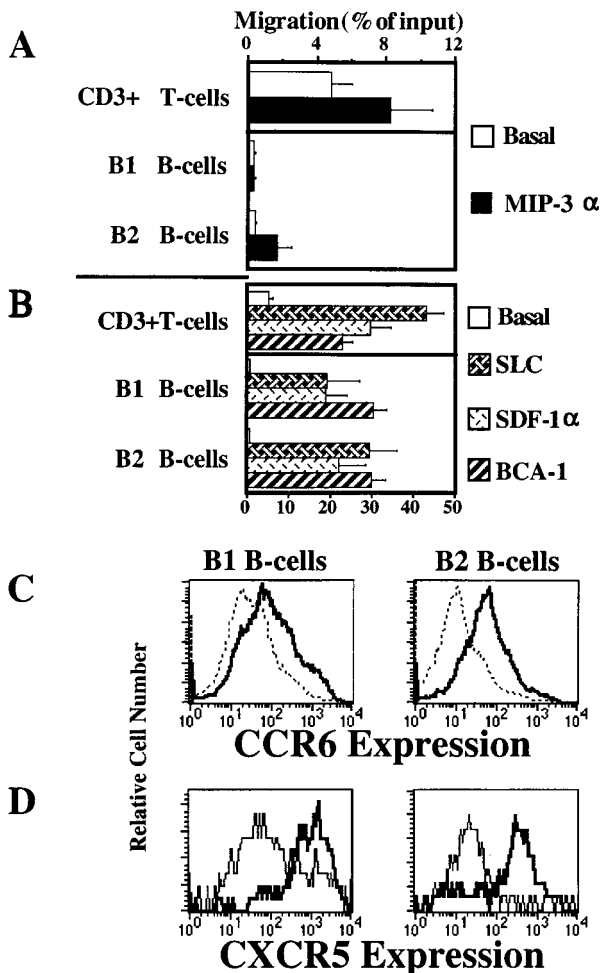 Migration (% of input)
0 4 8 12
A
CD3+ T-cells
B1 B-cells
B2 B-cells
Basal
MIP-3 α
B
CD3+T-cells
B1 B-cells
B2 B-cells
Basal
SLC
SDF-1α
BCA-1
0 10 20 30 40 50
B1 B-cells B2 B-cells
C
Relative Cell Number
10⁰ 10¹ 10² 10³ 10⁴ 10⁰ 10¹ 10² 10³ 10⁴
CCR6 Expression
D
10⁰ 10¹ 10² 10³ 10⁴ 10⁰ 10¹ 10² 10³ 10⁴
CXCR5 Expression